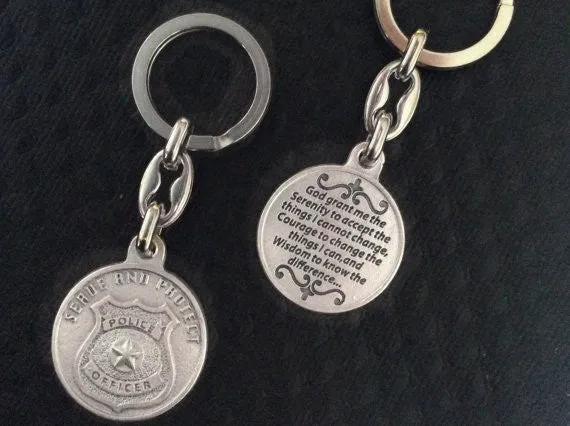 SERVE AND PROTECT
POLICE
OFFICER
God grant me the
Serenity to accept the
things I cannot change,
Courage to change the
things I can,and
Wisdom to know the
difference...